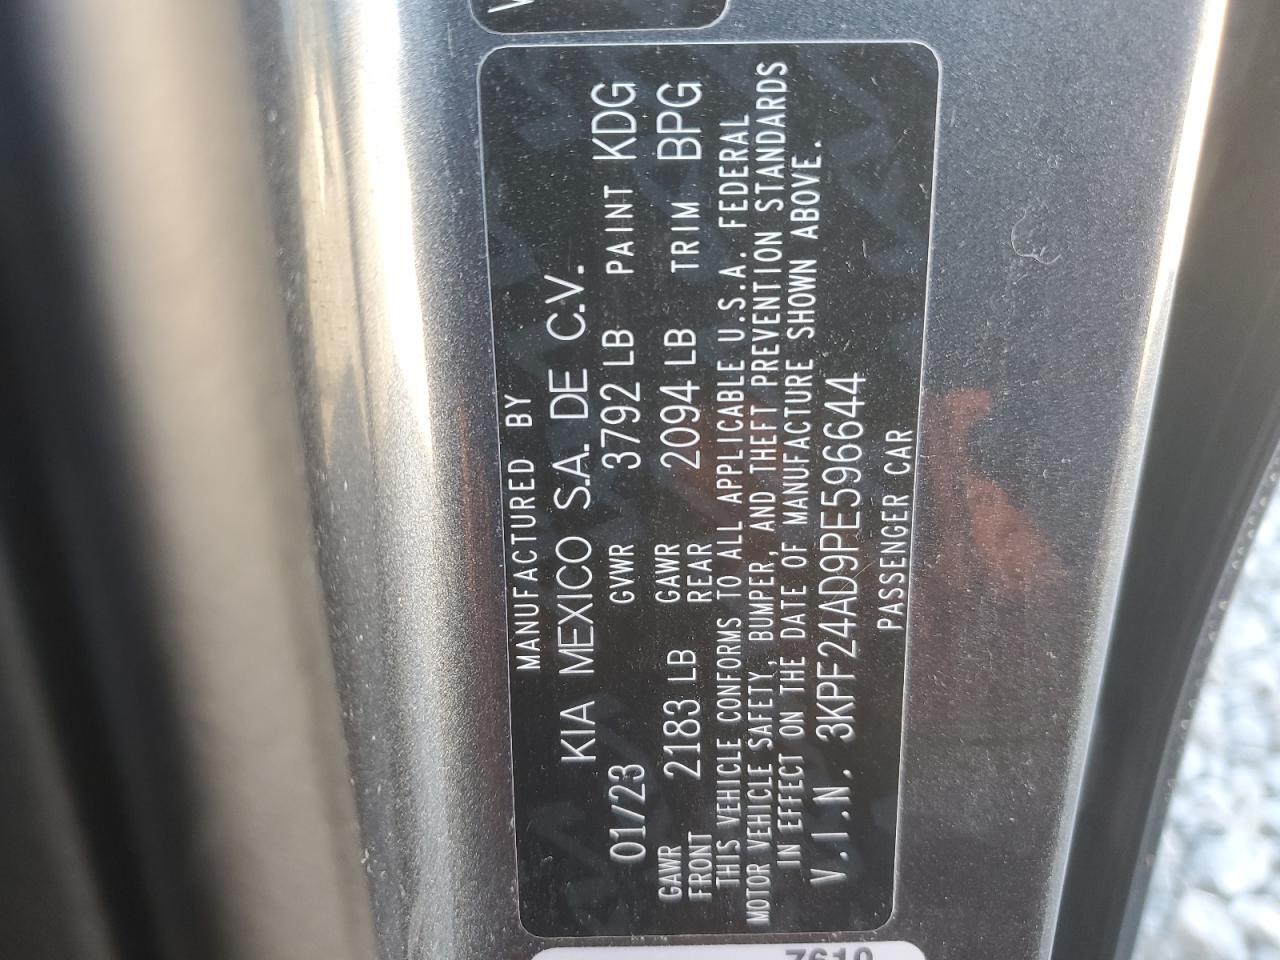 MANUFACTURED BY
KIA MEXICO S.A. DE C.V.
01/23 GVWR 3792 LB PAINT KDG
GAWR FRONT 2183 LB GAWR REAR 2094 LB TRIM BPG
THIS VEHICLE CONFORMS TO ALL APPLICABLE U.S.A. FEDERAL
MOTOR VEHICLE SAFETY, BUMPER, AND THEFT PREVENTION STANDARDS
IN EFFECT ON THE DATE OF MANUFACTURE SHOWN ABOVE.
V.I.N. 3KPF24AD9PE596644
PASSENGER CAR
7610